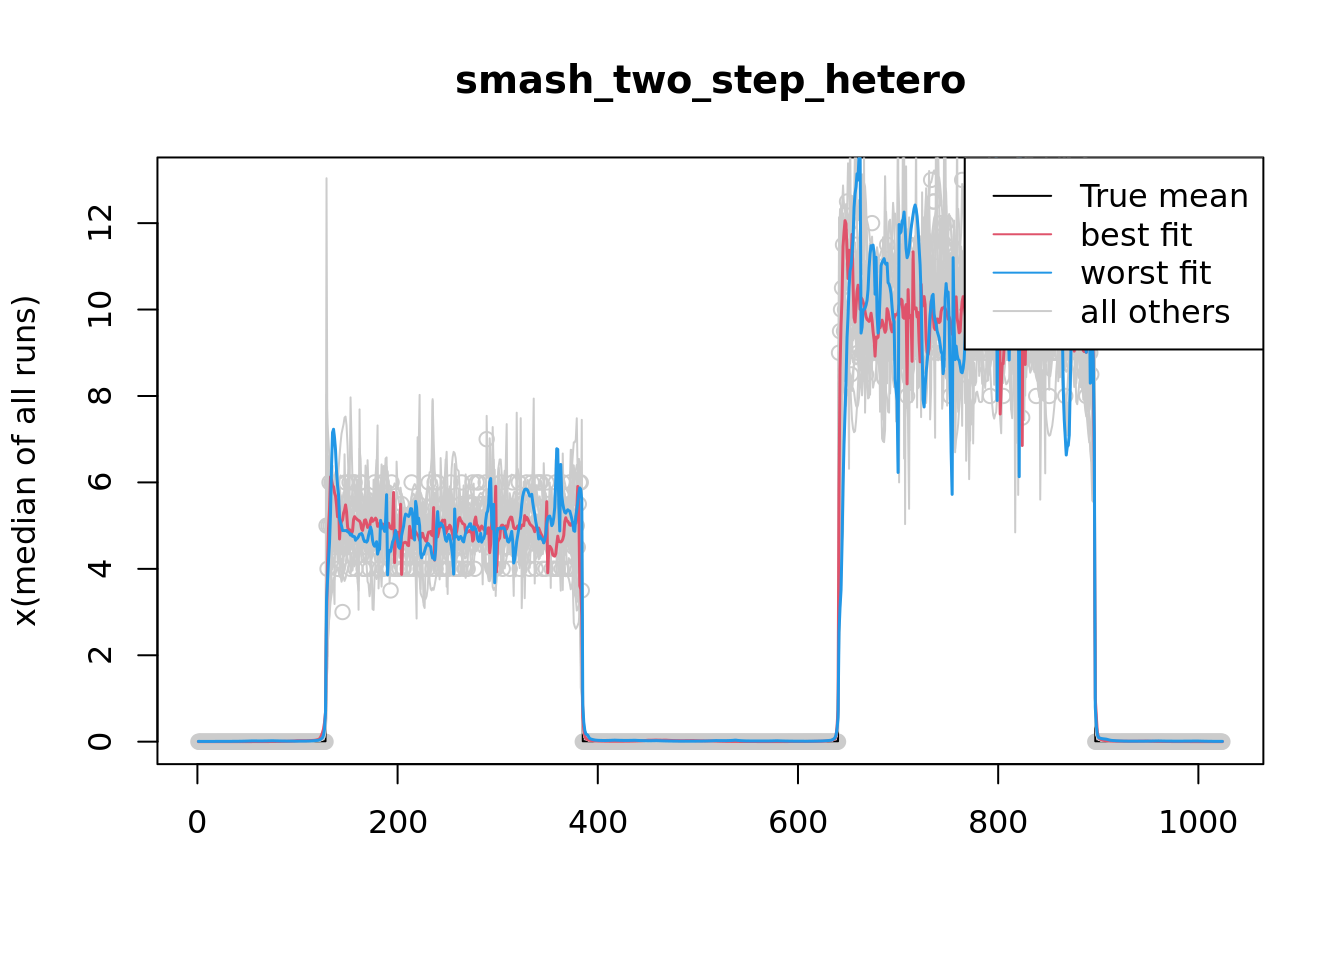 smash_two_step_hetero
x(median of all runs)
12
10
8
6
4
2
0
True mean
best fit
worst fit
all others
0 200 400 600 800 1000